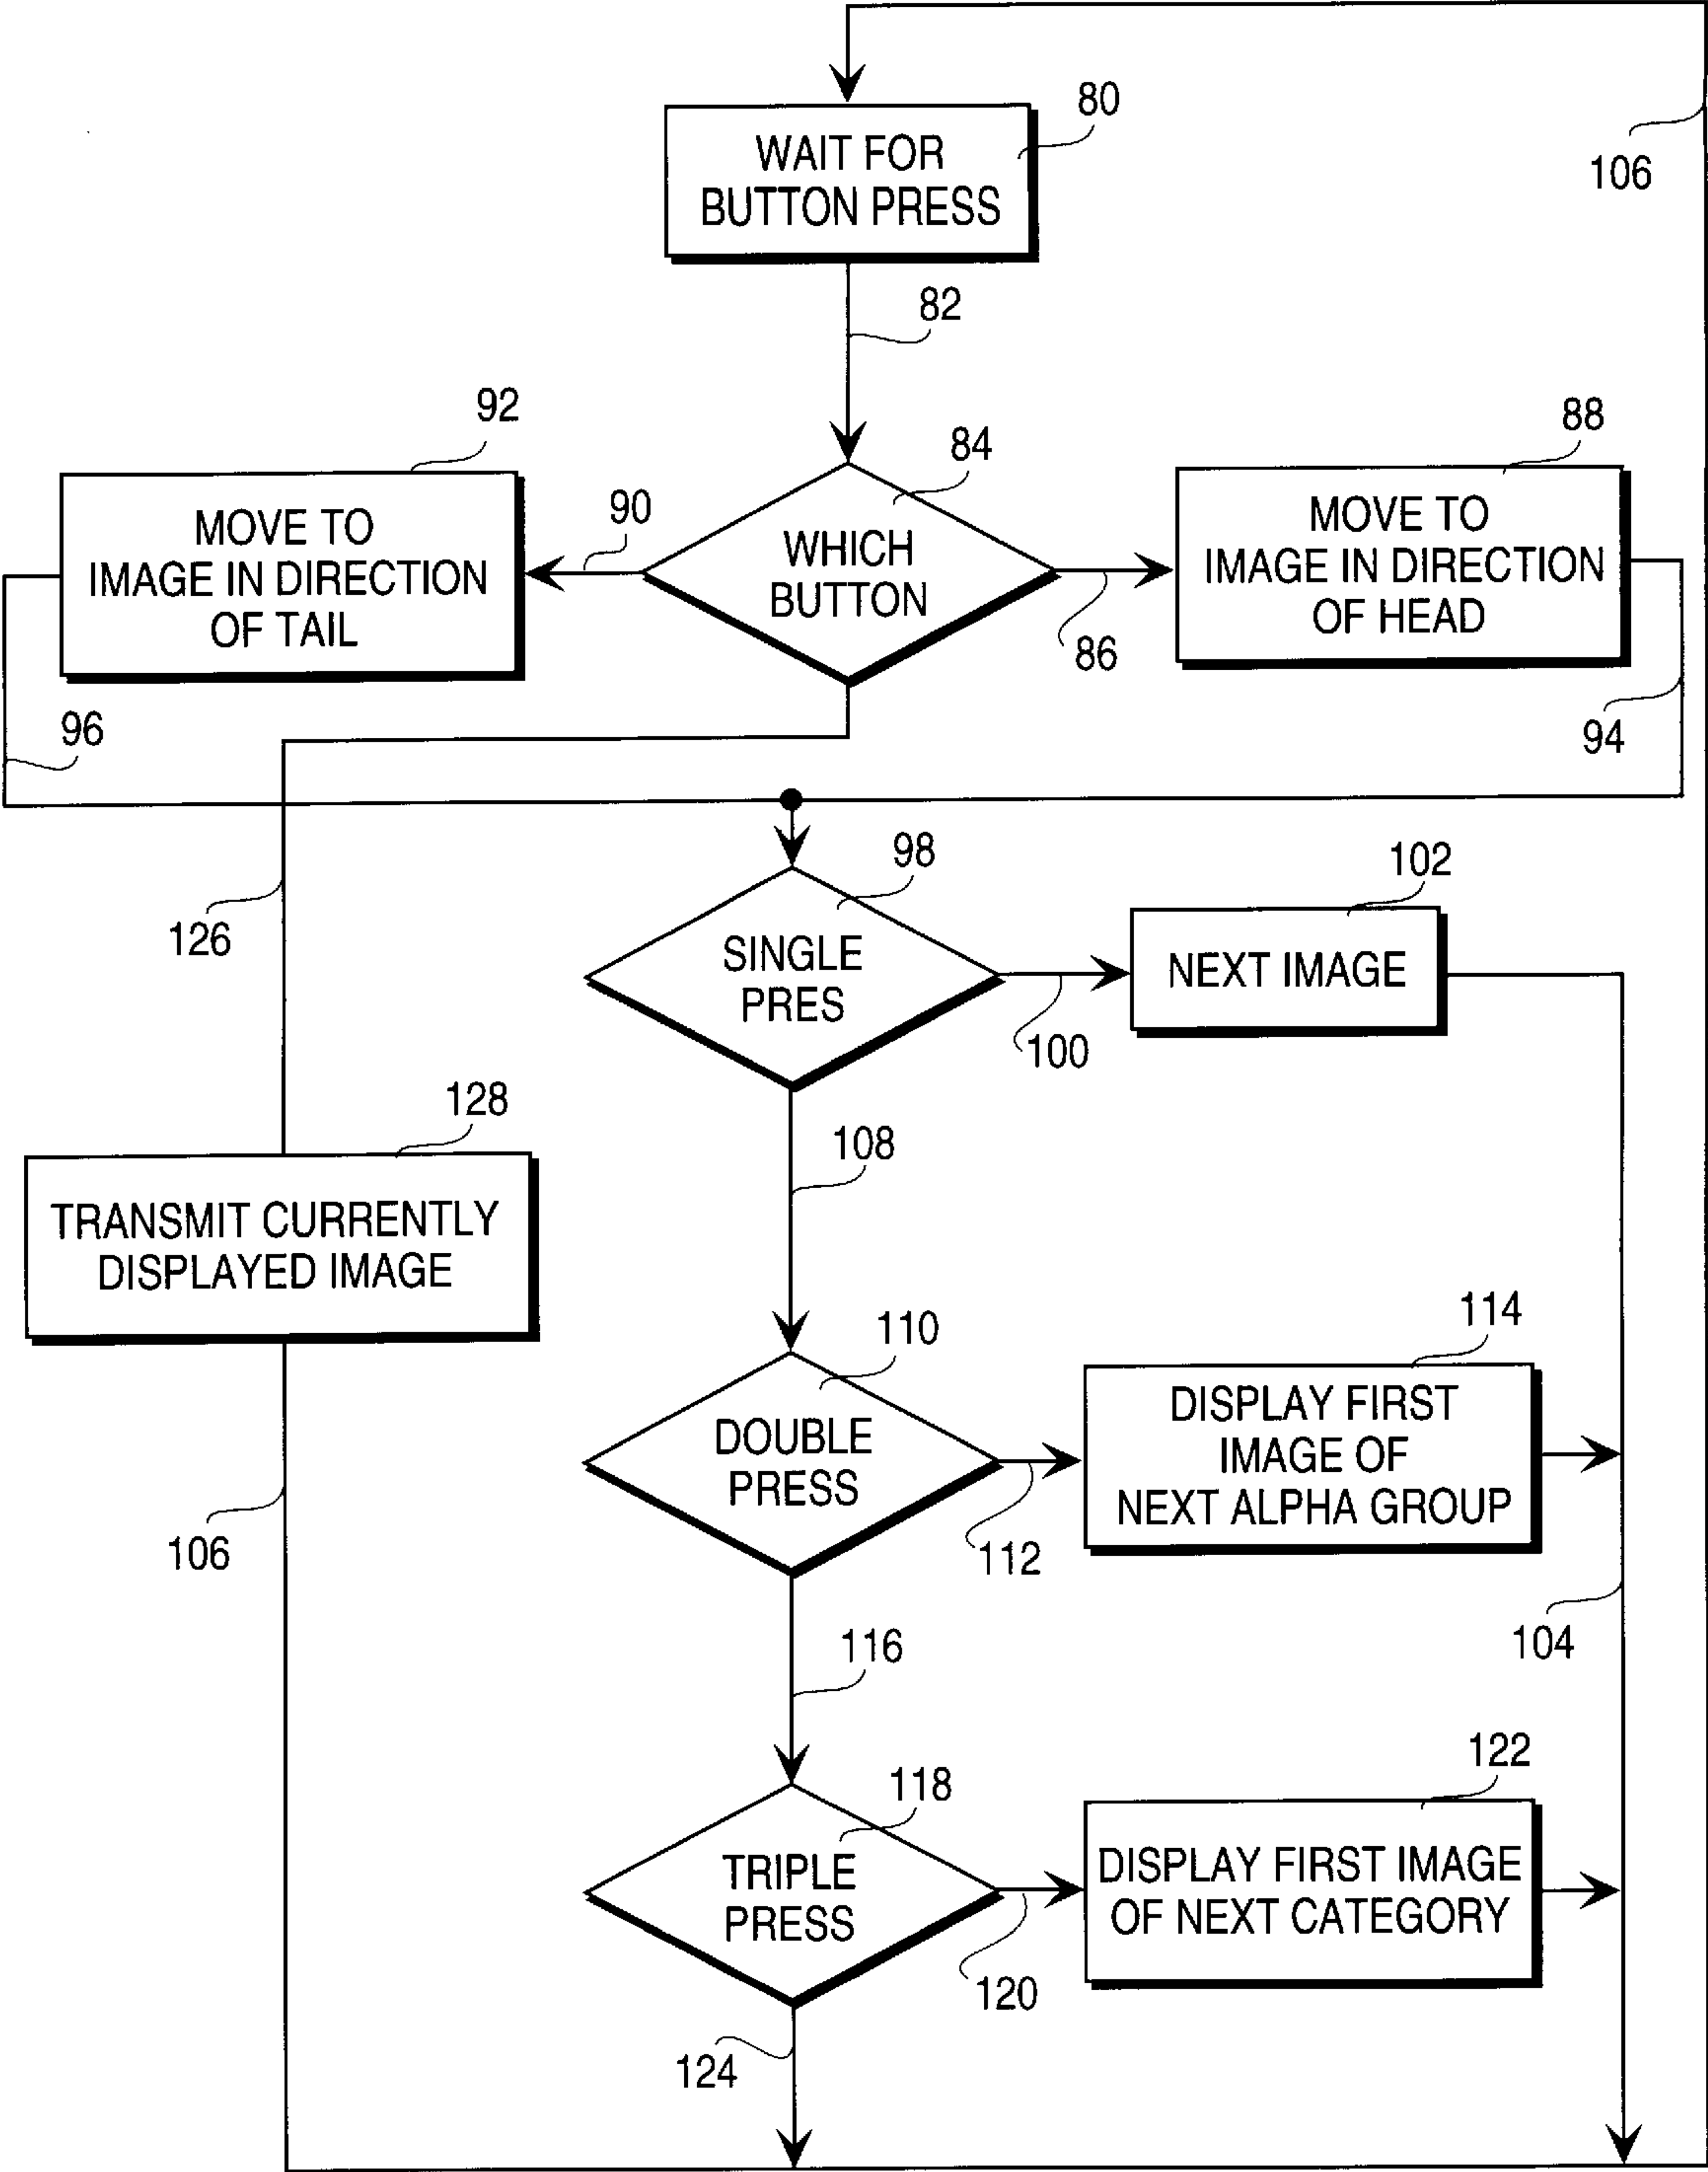 80
WAIT FOR
BUTTON PRESS
106
82
92
88
84
90
MOVE TO
IMAGE IN DIRECTION
OF TAIL
WHICH
BUTTON
MOVE TO
IMAGE IN DIRECTION
OF HEAD
86
96
94
98
102
126
SINGLE
PRES
NEXT IMAGE
100
128
108
TRANSMIT CURRENTLY
DISPLAYED IMAGE
110
114
DOUBLE
PRESS
DISPLAY FIRST
IMAGE OF
NEXT ALPHA GROUP
106
112
104
116
118
122
TRIPLE
PRESS
DISPLAY FIRST IMAGE
OF NEXT CATEGORY
120
124